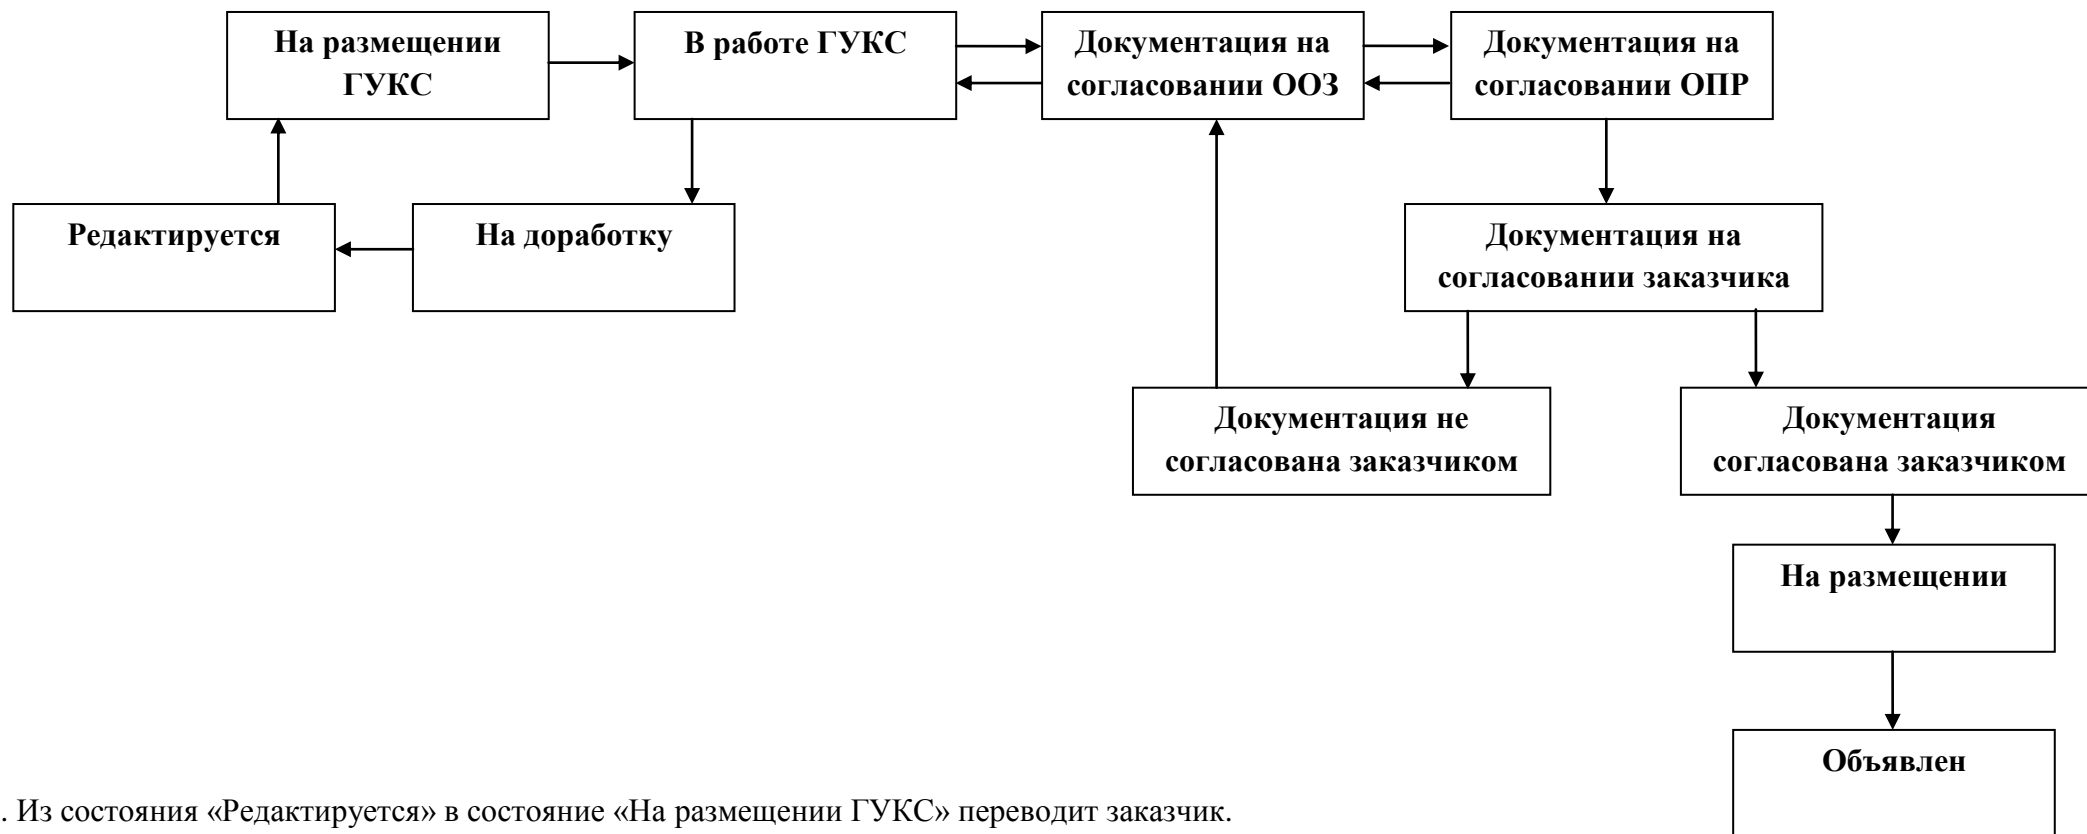 На размещении
ГУКС
В работе ГУКС
Документация на
согласовании ООЗ
Документация на
согласовании ОПР
Редактируется
На доработку
Документация на
согласовании заказчика
Документация не
согласована заказчиком
Документация
согласована заказчиком
На размещении
Объявлен
. Из состояния «Редактируется» в состояние «На размещении ГУКС» переводит заказчик.